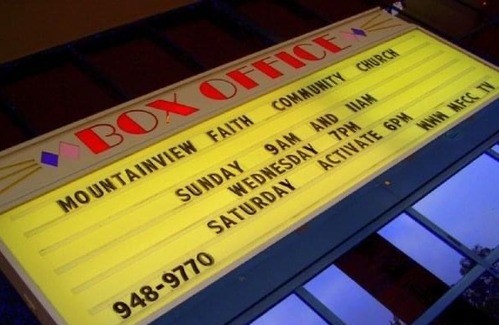 BOX OFFICE
MOUNTAINVIEW FAITH COMMUNITY CHURCH
SUNDAY 9AM AND 11AM
WEDNESDAY 7PM
SATURDAY ACTIVATE 6PM
948-9770 WWW MFCC TV